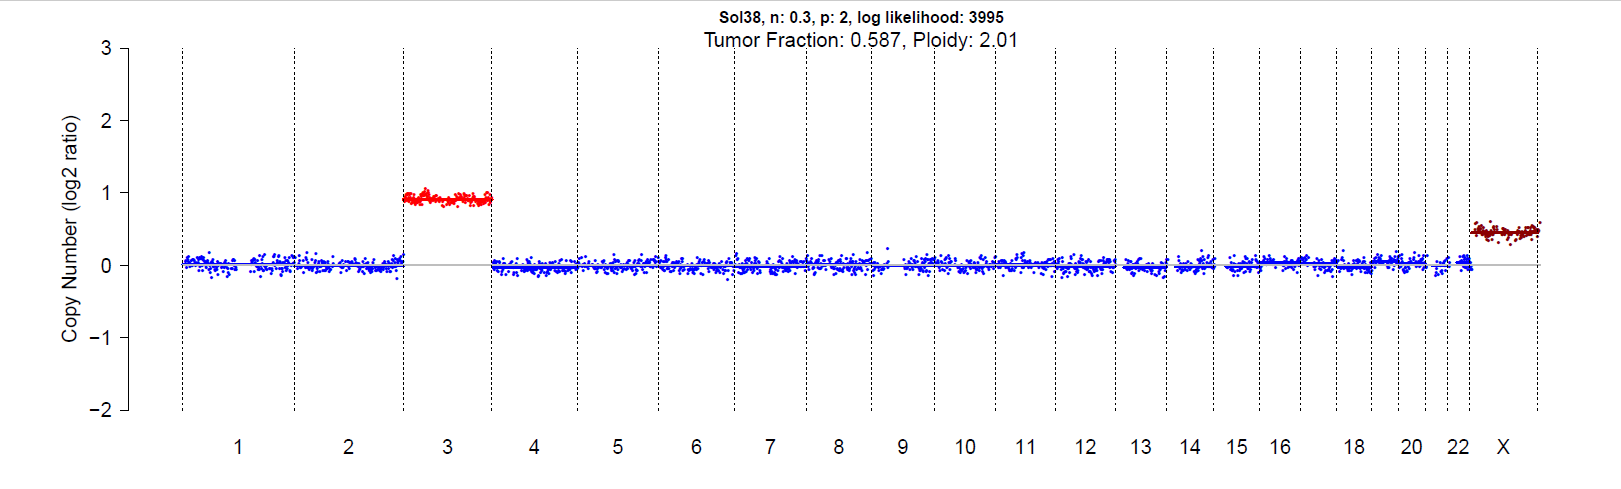 Sol38, n: 0.3, p: 2, log likelihood: 3995
Tumor Fraction: 0.587, Ploidy: 2.01
Copy Number (log2 ratio)
3
2
1
0
−1
−2
1 2 3 4 5 6 7 8 9 10 11 12 13 14 15 16 18 20 22 X